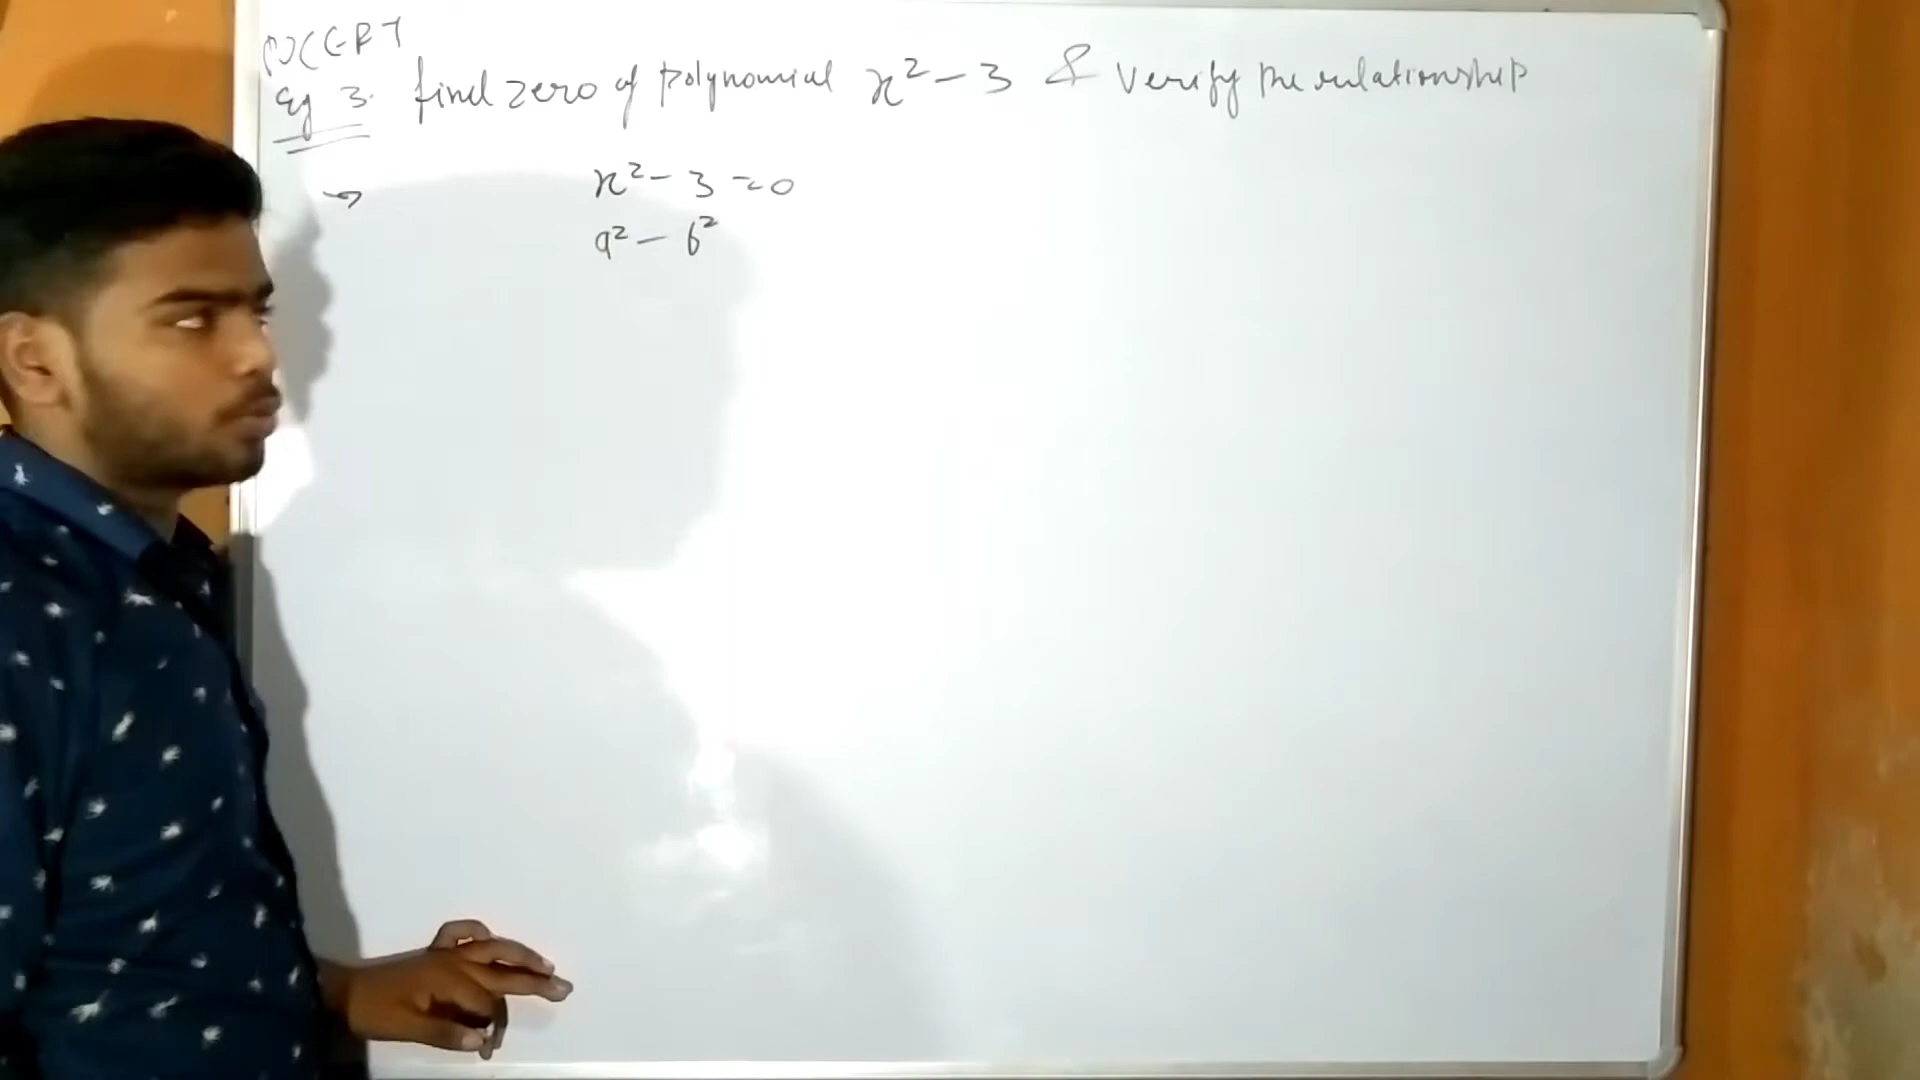 NCERT
Eg 3. find zero of polynomial x² - 3 & verify the relationship
→ x² - 3 = 0
a² - b²